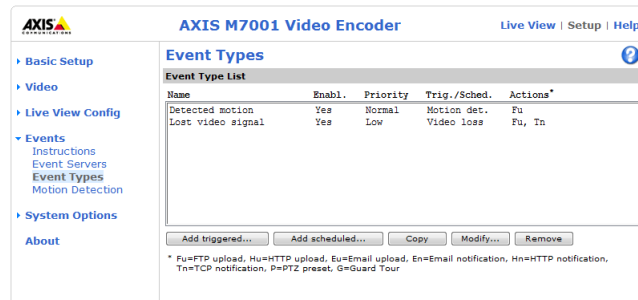 AXIS
COMMUNICATIONS
AXIS M7001 Video Encoder
Live View | Setup | Help
Basic Setup
Video
Live View Config
Events
Instructions
Event Servers
Event Types
Motion Detection
System Options
About
Event Types
?
Event Type List
Name Enabl. Priority Trig./Sched. Actions*
Detected motion Yes Normal Motion det. Fu
Lost video signal Yes Low Video loss Fu, Tn
Add triggered... Add scheduled... Copy Modify... Remove
* Fu=FTP upload, Hu=HTTP upload, Eu=Email upload, En=Email notification, Hn=HTTP notification,
Tn=TCP notification, P=PTZ preset, G=Guard Tour